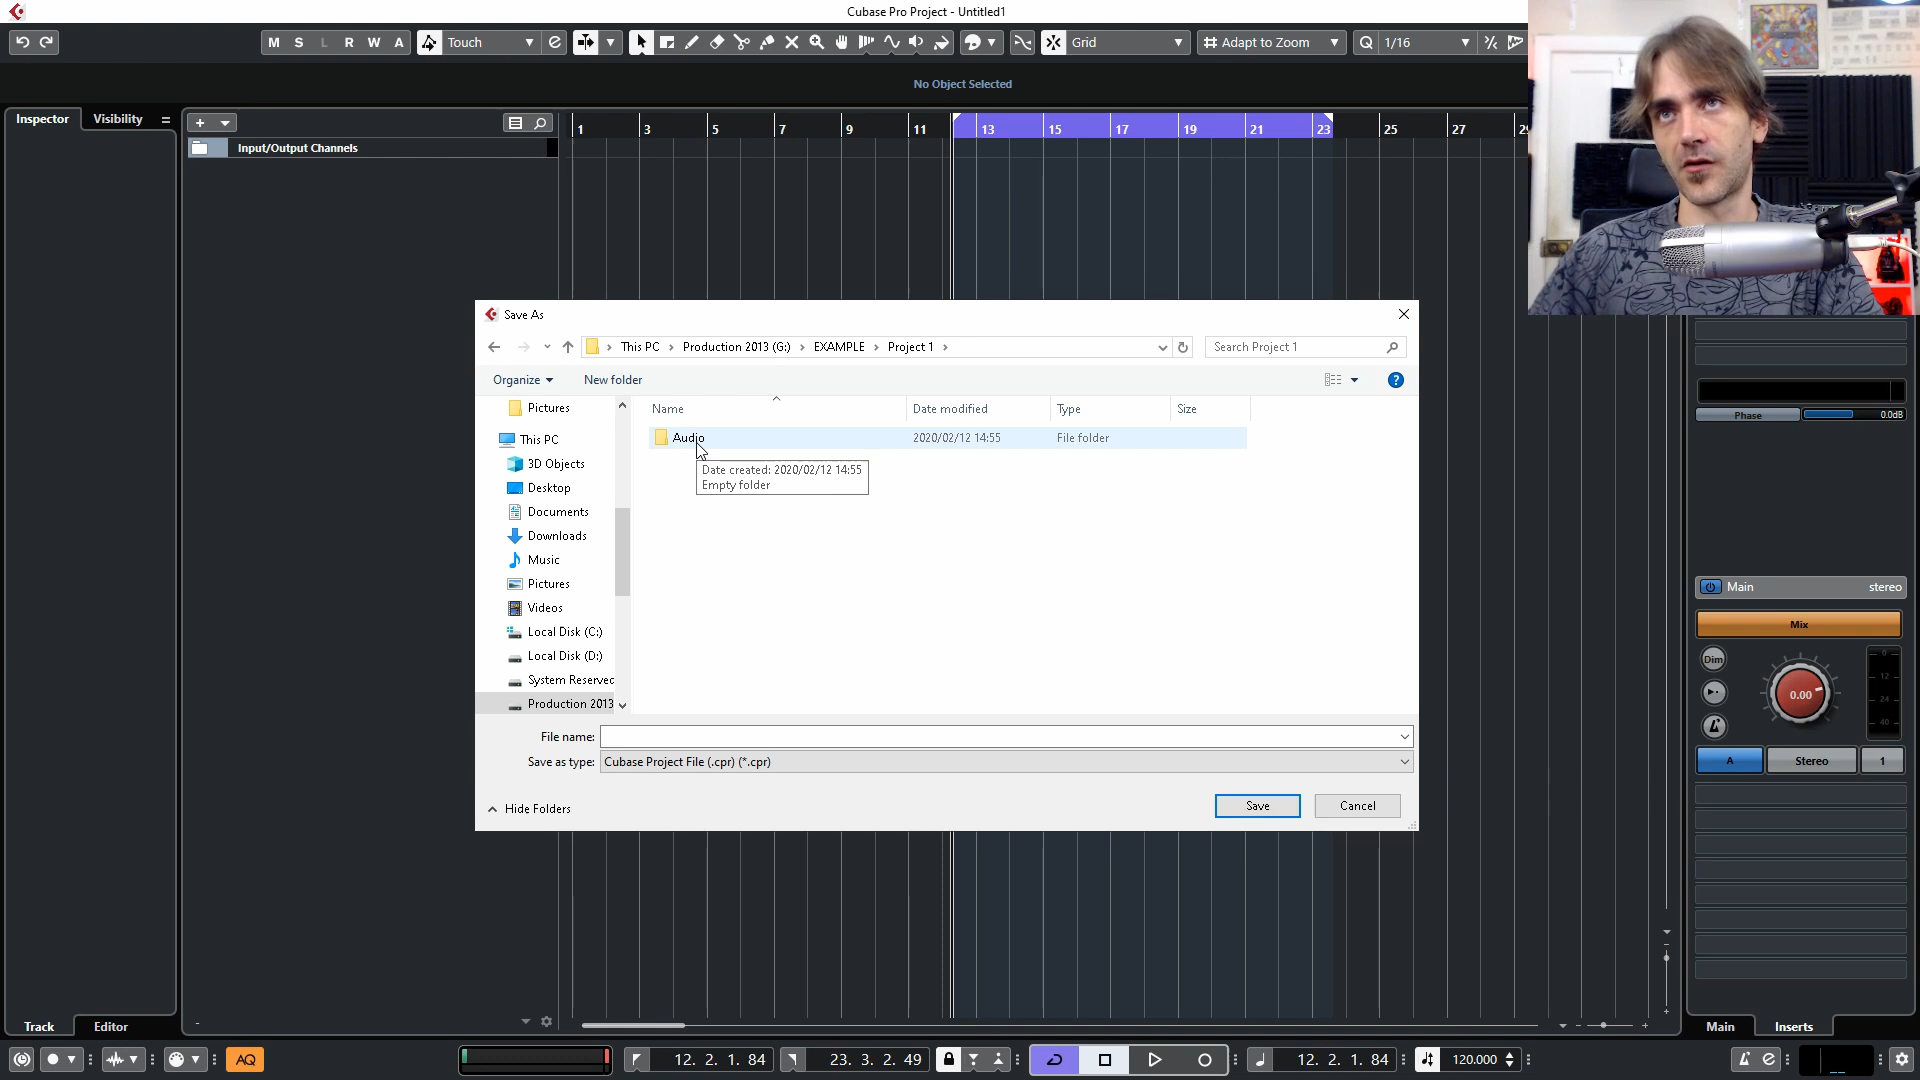 Cubase Pro Project - Untitled1
M S L R W A Touch Grid Adapt to Zoom Q 1/16
No Object Selected
Inspector Visibility
1 3 5 7 9 11 13 15 17 19 21 23 25 27
Input/Output Channels
Save As
This PC Production 2013 (G:) EXAMPLE Project 1
Search Project 1
Organize New folder
Name Date modified Type Size
Audio 2020/02/12 14:55 File folder
Date created: 2020/02/12 14:55
Empty folder
Pictures
This PC
3D Objects
Desktop
Documents
Downloads
Music
Pictures
Videos
Local Disk (C:)
Local Disk (D:)
System Reserved
Production 2013
File name:
Save as type: Cubase Project File (.cpr) (*.cpr)
Hide Folders
Save Cancel
Phase 0.0dB
Main stereo
Mix
Dim
0.00
0
12
24
40
A Stereo 1
Track Editor
Main Inserts
AQ 12. 2. 1. 84 23. 3. 2. 49 12. 2. 1. 84 120.000